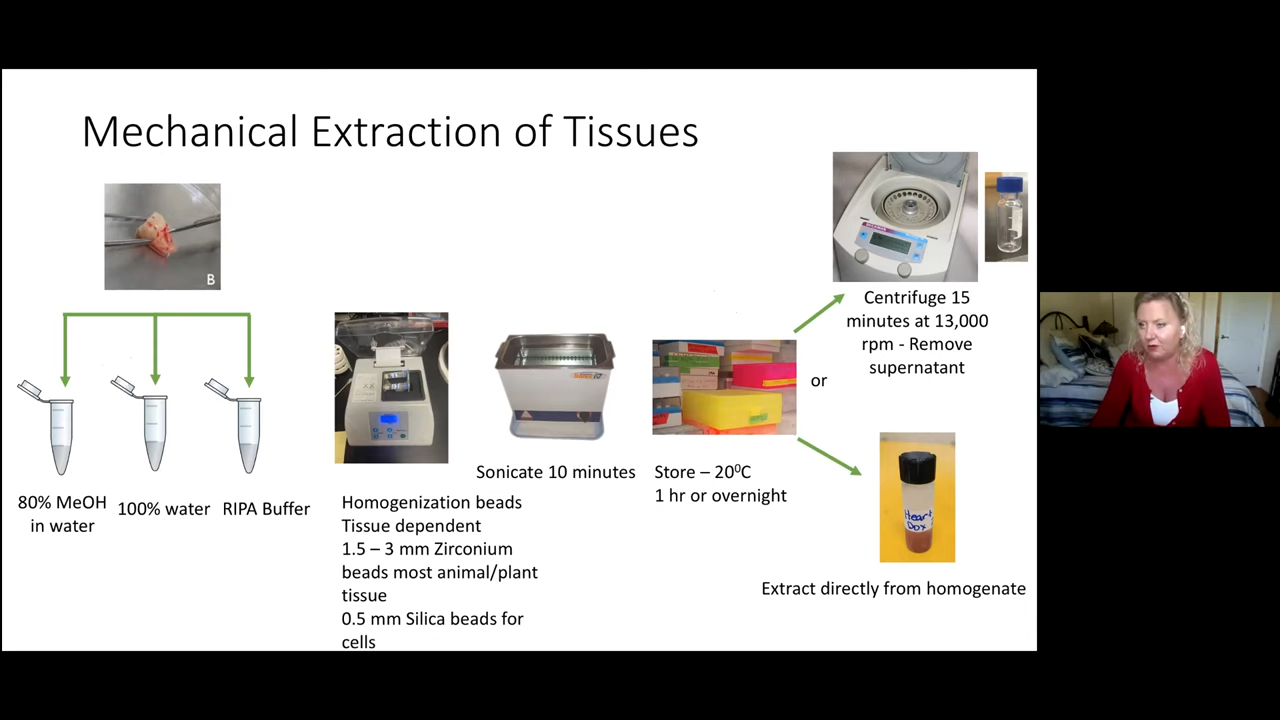 Mechanical Extraction of Tissues
B
80% MeOH
in water
100% water
RIPA Buffer
Homogenization beads
Tissue dependent
1.5 – 3 mm Zirconium
beads most animal/plant
tissue
0.5 mm Silica beads for
cells
Sonicate 10 minutes
Store – 20⁰C
1 hr or overnight
or
Centrifuge 15
minutes at 13,000
rpm - Remove
supernatant
Heart
Dox
Extract directly from homogenate